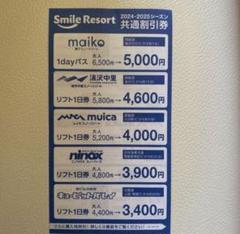 Smile Resort
2024-2025シーズン
共通割引券
maiko
大人
1dayパス 6,500円→5,000円
湯沢中里
大人
リフト1日券 5,800円→4,600円
muica
大人
リフト1日券 5,200円→4,000円
ninox
大人
リフト1日券 4,800円→3,900円
大人
リフト1日券 4,400円→3,400円